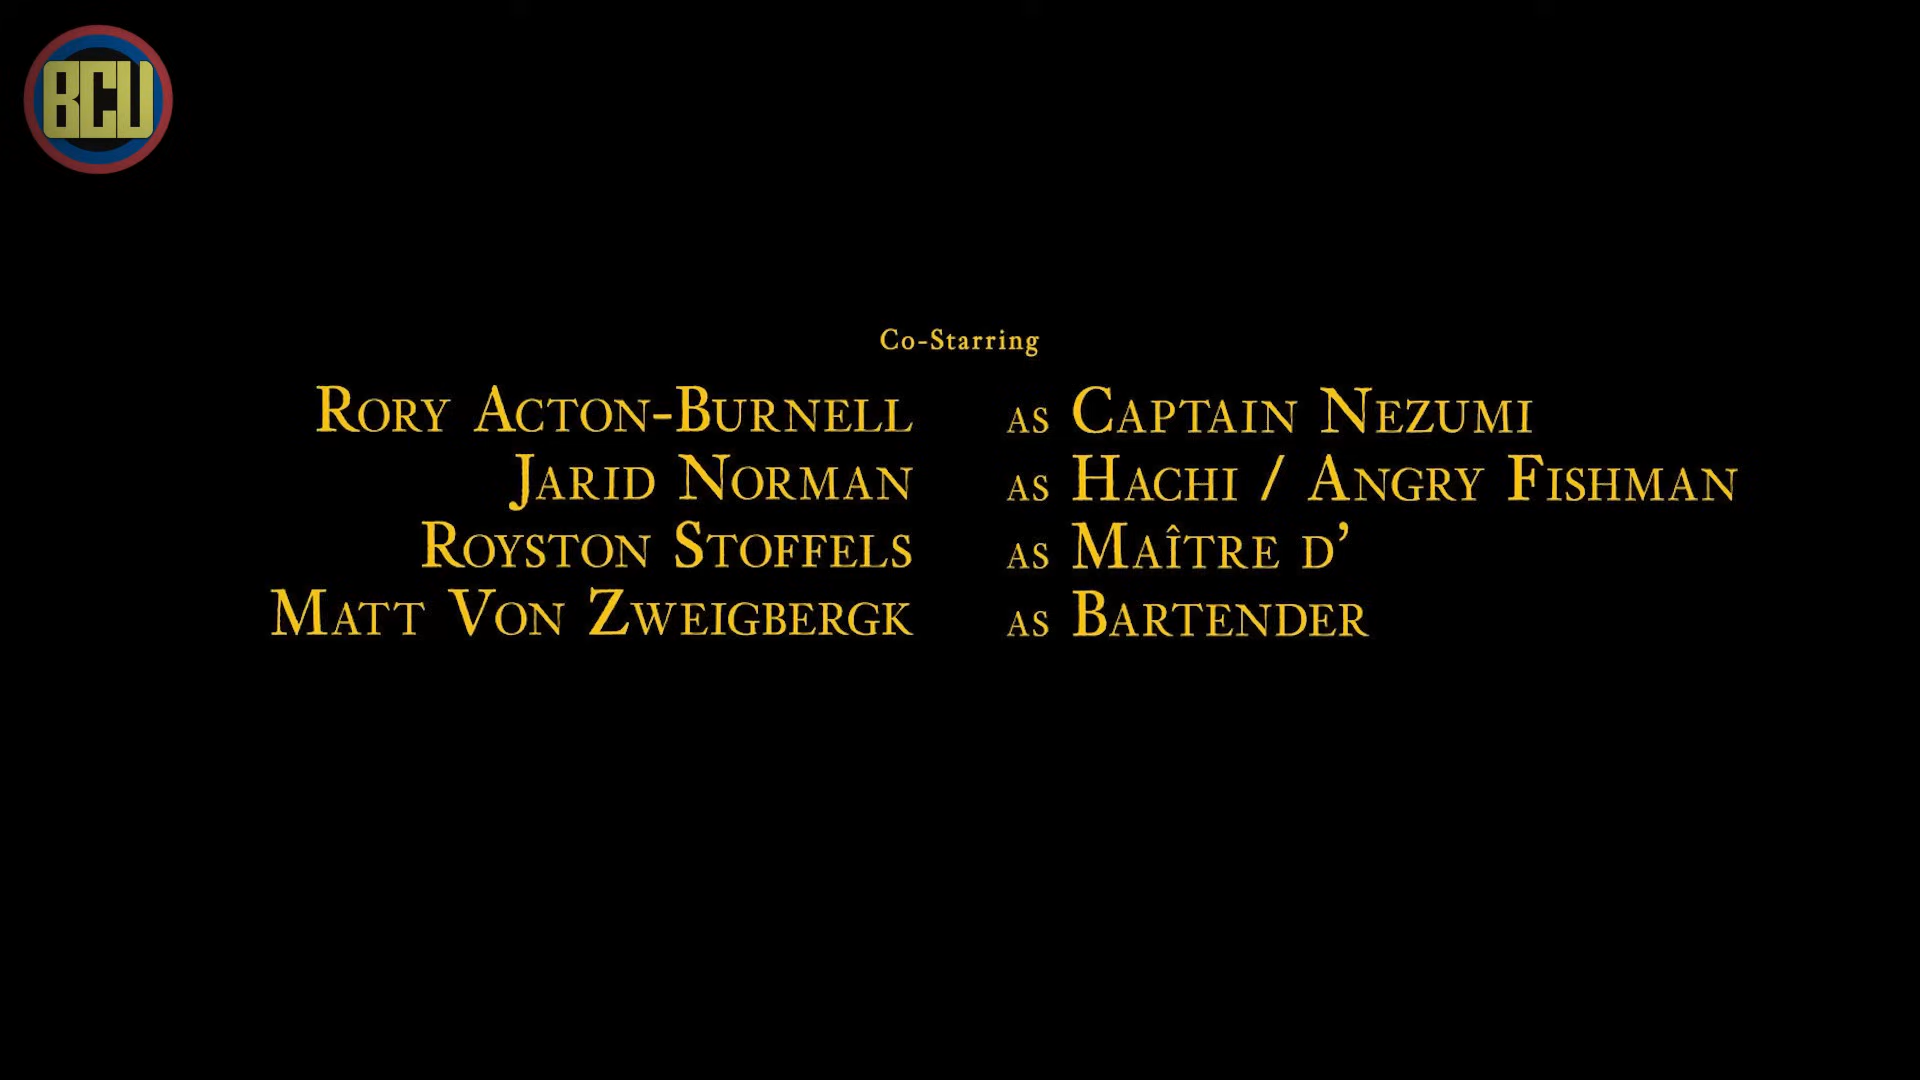 BCU
Co-Starring
Rory Acton-Burnell as Captain Nezumi
Jarid Norman as Hachi / Angry Fishman
Royston Stoffels as Maître d’
Matt Von Zweigbergk as Bartender